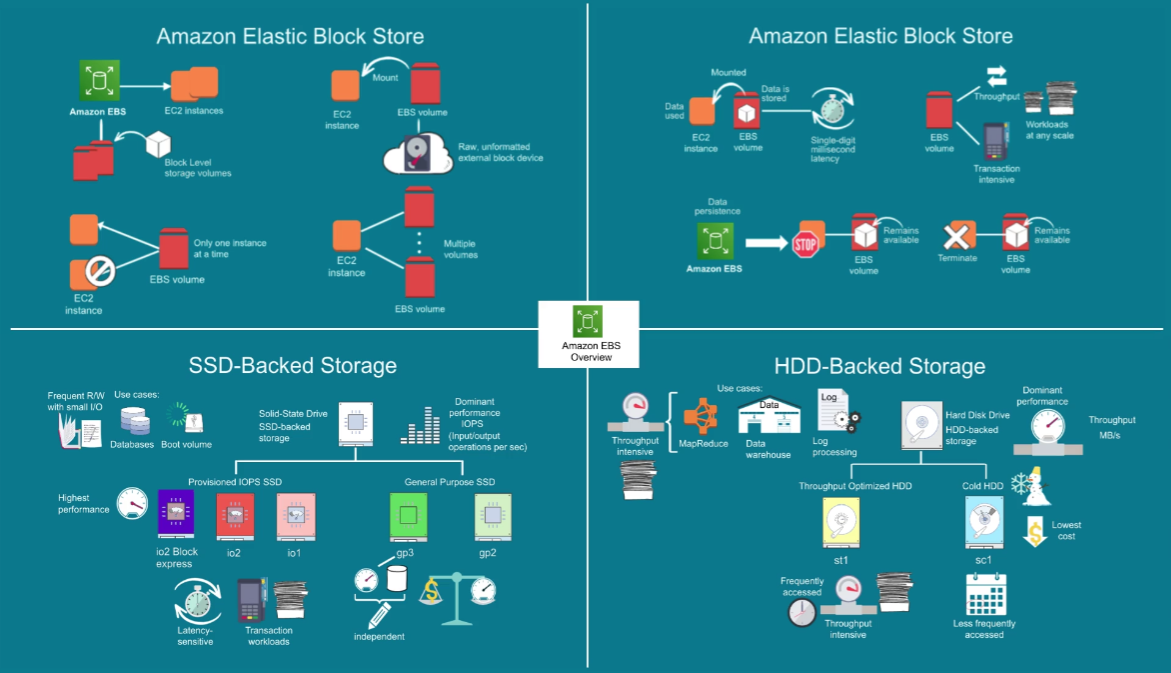 Amazon Elastic Block Store
Amazon EBS
EC2 instances
Block Level
storage volumes
Mount
EC2
instance
EBS volume
Raw, unformatted
external block device
Only one instance
at a time
EBS volume
EC2
instance
EC2
instance
Multiple
volumes
EBS volume
Amazon Elastic Block Store
Mounted
Data
used
Data is
stored
EC2
instance
EBS
volume
Single-digit
millisecond
latency
Throughput
EBS
volume
Workloads
at any scale
Transaction
intensive
Data
persistence
Amazon EBS
STOP
Remains
available
EBS
volume
Terminate
Remains
available
EBS
volume
Amazon EBS
Overview
SSD-Backed Storage
Frequent R/W
with small I/O
Use cases:
Databases
Boot volume
Solid-State Drive
SSD-backed
storage
Dominant
performance
IOPS
(Input/output
operations per sec)
Provisioned IOPS SSD
General Purpose SSD
Highest
performance
io2 Block
express
io2
io1
gp3
gp2
Latency-
sensitive
Transaction
workloads
independent
$
HDD-Backed Storage
Throughput
intensive
Use cases:
MapReduce
Data
Data
warehouse
Log
Log
processing
Hard Disk Drive
HDD-backed
storage
Dominant
performance
Throughput
MB/s
Throughput Optimized HDD
Cold HDD
$
Lowest
cost
st1
sc1
Frequently
accessed
Throughput
intensive
Less frequently
accessed